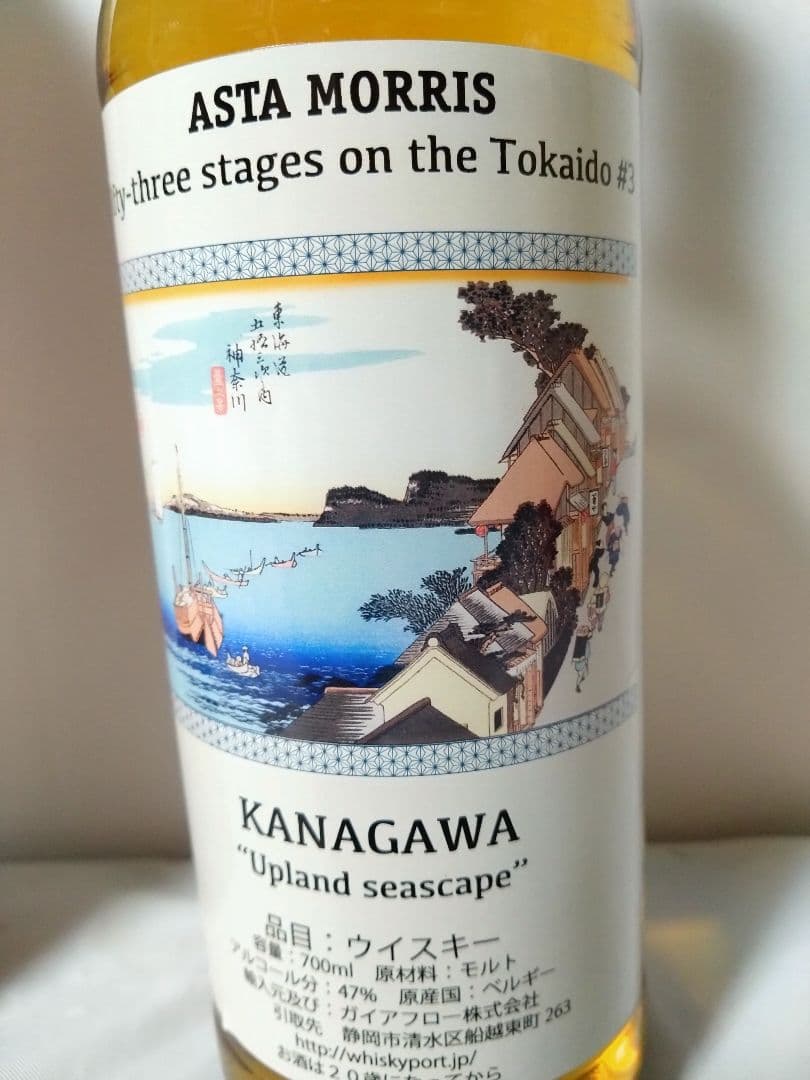 ASTA MORRIS
fty-three stages on the Tokaido #3
東海道
五拾三次之内
神奈川
臺之景
KANAGAWA
“Upland seascape”
品目：ウイスキー
容量：700ml 原材料：モルト
アルコール分：47% 原産国：ベルギー
輸入元及び：ガイアフロー株式会社
引取先 静岡市清水区船越東町 263
http://whiskyport.jp/
お酒は２０歳になってから